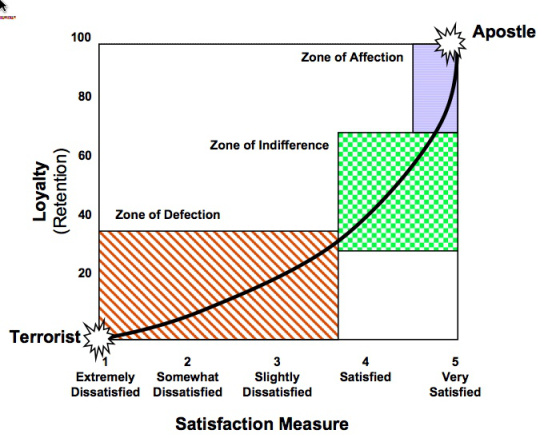 Apostle
100
Zone of Affection
80
Zone of Indifference
60
Loyalty
(Retention)
Zone of Defection
40
20
Terrorist
1 2 3 4 5
Extremely Somewhat Slightly Satisfied Very
Dissatisfied Dissatisfied Dissatisfied Satisfied
Satisfaction Measure